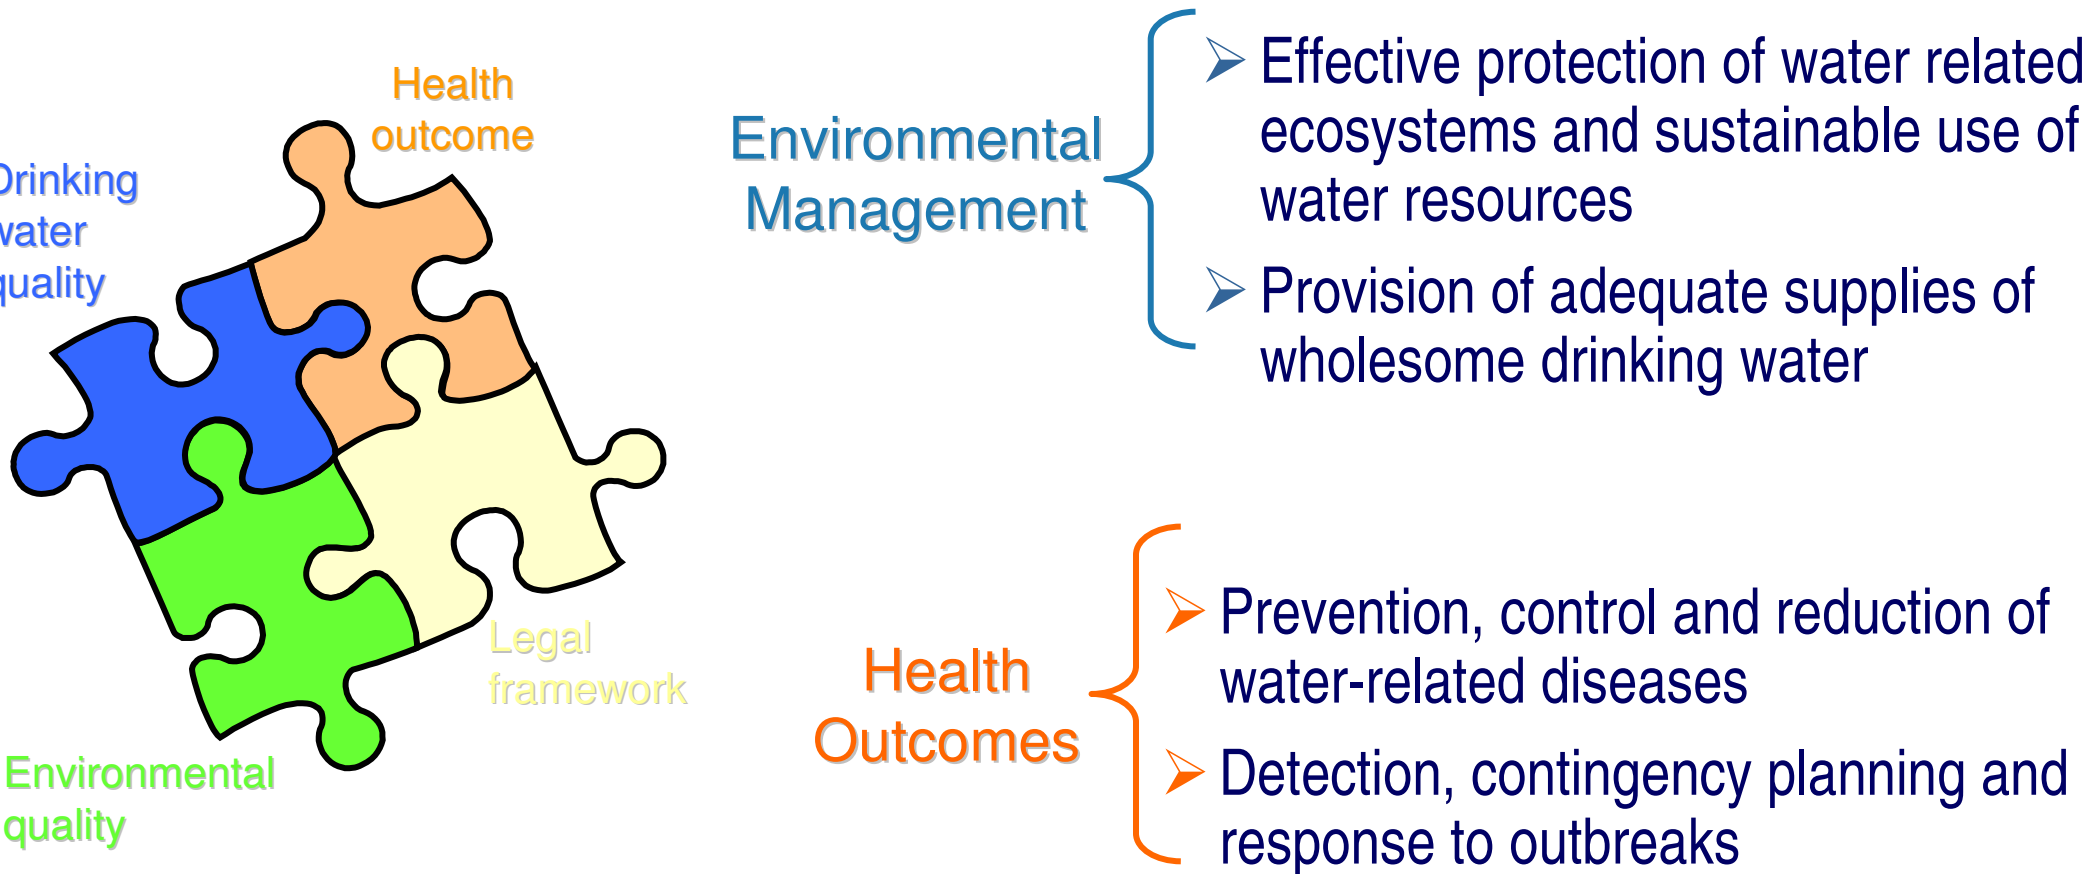 Health
outcome
Drinking
water
quality
Legal
framework
Environmental
quality
Environmental
Management
➢ Effective protection of water related
ecosystems and sustainable use of
water resources
➢ Provision of adequate supplies of
wholesome drinking water
Health
Outcomes
➢ Prevention, control and reduction of
water-related diseases
➢ Detection, contingency planning and
response to outbreaks